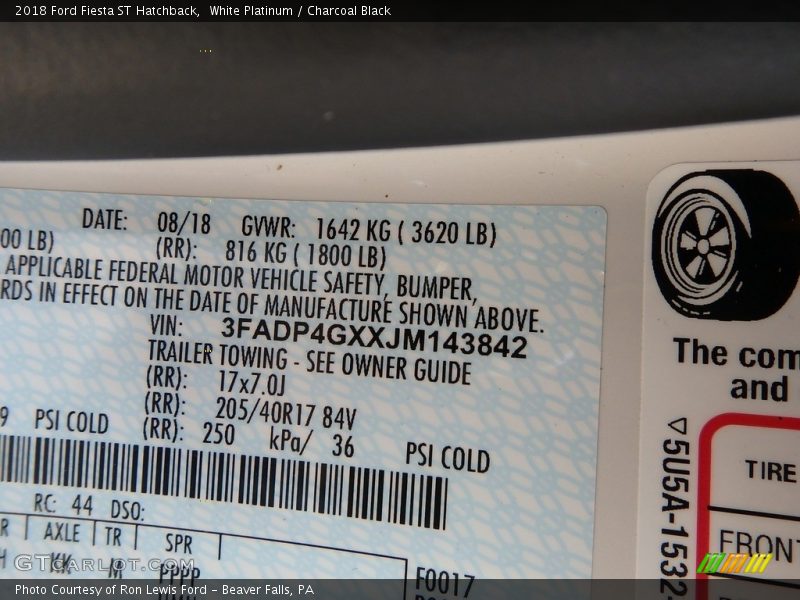 2018 Ford Fiesta ST Hatchback,  White Platinum / Charcoal Black
DATE: 08/18 GVWR: 1642 KG ( 3620 LB)
00 LB) (RR): 816 KG ( 1800 LB)
APPLICABLE FEDERAL MOTOR VEHICLE SAFETY, BUMPER,
RDS IN EFFECT ON THE DATE OF MANUFACTURE SHOWN ABOVE.
VIN: 3FADP4GXXJM143842
TRAILER TOWING - SEE OWNER GUIDE
(RR): 17x7.0J
(RR): 205/40R17 84V
9 PSI COLD (RR): 250 kPa/ 36 PSI COLD
RC: 44 DSO:
R AXLE TR SPR
H KK M PPPP
F0017
The com
and
5U5A-1532
TIRE
FRONT
GTCarLot.com
Photo Courtesy of Ron Lewis Ford - Beaver Falls, PA